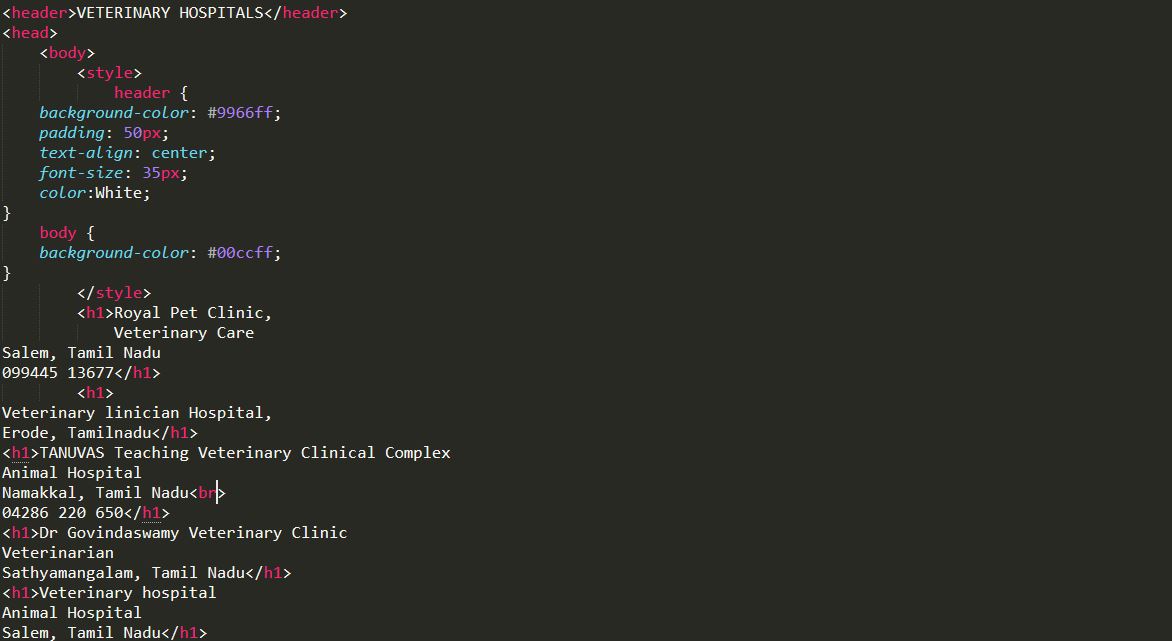 <header>VETERINARY HOSPITALS</header>
<head>
<body>
<style>
header {
background-color: #9966ff;
padding: 50px;
text-align: center;
font-size: 35px;
color:White;
}
body {
background-color: #00ccff;
}
</style>
<h1>Royal Pet Clinic,
Veterinary Care
Salem, Tamil Nadu
099445 13677</h1>
<h1>
Veterinary linician Hospital,
Erode, Tamilnadu</h1>
<h1>TANUVAS Teaching Veterinary Clinical Complex
Animal Hospital
Namakkal, Tamil Nadu<br>
04286 220 650</h1>
<h1>Dr Govindaswamy Veterinary Clinic
Veterinarian
Sathyamangalam, Tamil Nadu</h1>
<h1>Veterinary hospital
Animal Hospital
Salem, Tamil Nadu</h1>